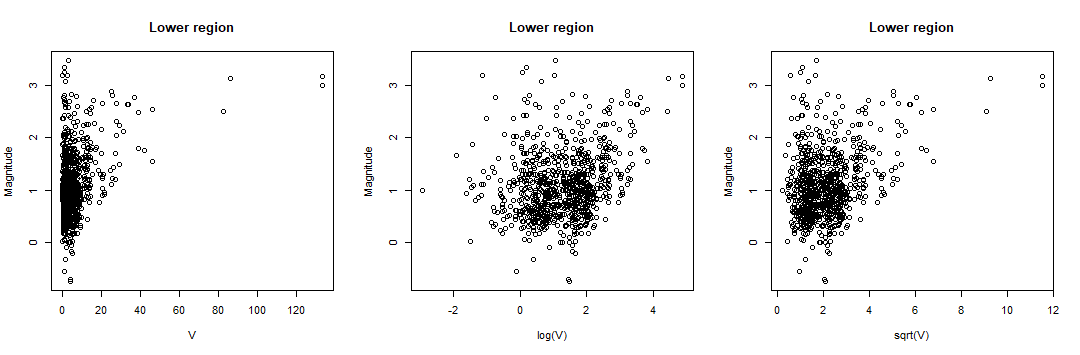 Lower region
Lower region
Lower region
Magnitude
0 1 2 3
0 20 40 60 80 100 120
V
Magnitude
0 1 2 3
-2 0 2 4
log(V)
Magnitude
0 1 2 3
0 2 4 6 8 10 12
sqrt(V)